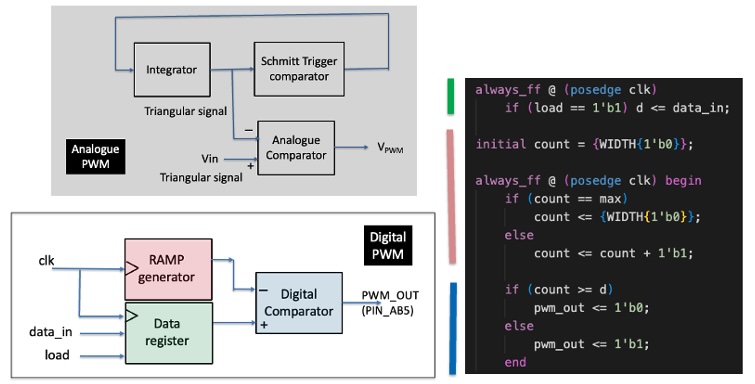 Integrator
Schmitt Trigger
comparator
Triangular signal
−
Analogue
PWM
Vin
+
Triangular signal
Analogue
Comparator
VPWM
Digital
PWM
clk
RAMP
generator
−
Digital
Comparator
PWM_OUT
(PIN_AB5)
+
data_in
load
Data
register
always_ff @ (posedge clk)
if (load == 1'b1) d <= data_in;
initial count = {WIDTH{1'b0}};
always_ff @ (posedge clk) begin
if (count == max)
count <= {WIDTH{1'b0}};
else
count <= count + 1'b1;
if (count >= d)
pwm_out <= 1'b0;
else
pwm_out <= 1'b1;
end